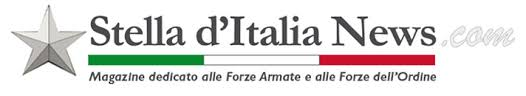 Stella d'Italia News.com
Magazine dedicato alle Forze Armate e alle Forze dell'Ordine